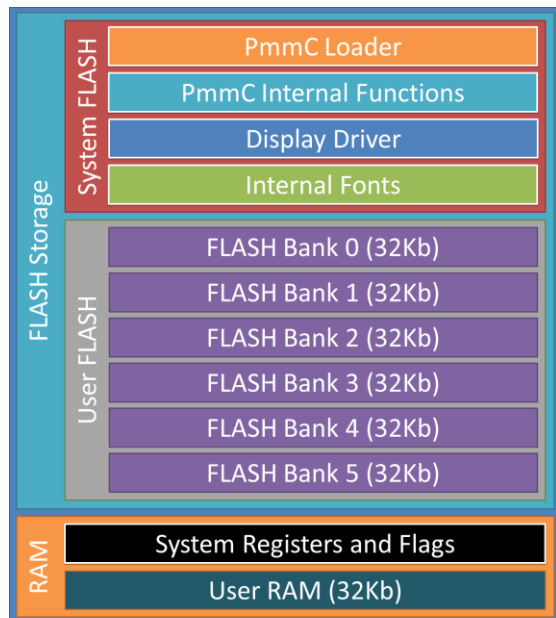 FLASH Storage
System FLASH
PmmC Loader
PmmC Internal Functions
Display Driver
Internal Fonts
User FLASH
FLASH Bank 0 (32Kb)
FLASH Bank 1 (32Kb)
FLASH Bank 2 (32Kb)
FLASH Bank 3 (32Kb)
FLASH Bank 4 (32Kb)
FLASH Bank 5 (32Kb)
RAM
System Registers and Flags
User RAM (32Kb)